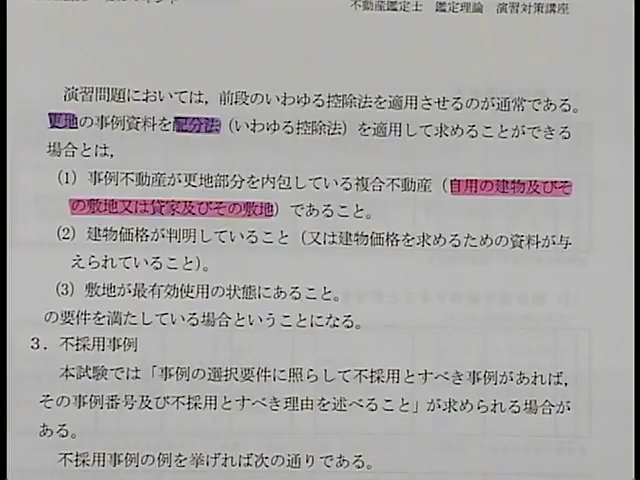 不動産鑑定士 鑑定理論 演習対策講座
演習問題においては，前段のいわゆる控除法を適用させるのが通常である。
更地の事例資料を配分法（いわゆる控除法）を適用して求めることができる
場合とは，
(1) 事例不動産が更地部分を内包している複合不動産（自用の建物及びそ
の敷地又は貸家及びその敷地）であること。
(2) 建物価格が判明していること（又は建物価格を求めるための資料が与
えられていること）。
(3) 敷地が最有効使用の状態にあること。
の要件を満たしている場合ということになる。
3．不採用事例
本試験では「事例の選択要件に照らして不採用とすべき事例があれば，
その事例番号及び不採用とすべき理由を述べること」が求められる場合が
ある。
不採用事例の例を挙げれば次の通りである。